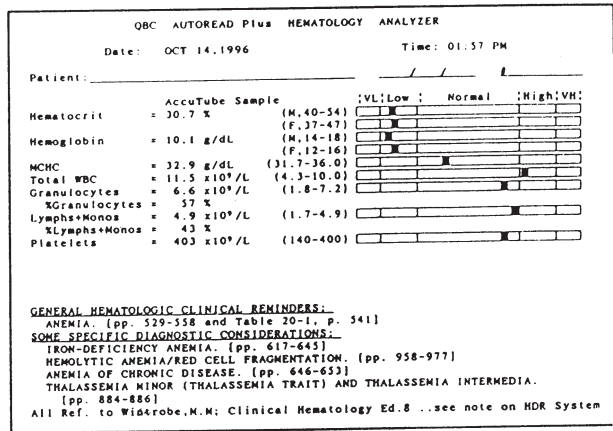 QBC AUTOREAD Plus HEMATOLOGY ANALYZER
Date: OCT 14,1996 Time: 01:57 PM
Patient:
AccuTube Sample VL Low Normal High VH
Hematocrit = 30.7 % (M,40-54)
(F,37-47)
Hemoglobin = 10.1 g/dL (M,14-18)
(F,12-16)
MCHC = 32.9 g/dL (31.7-36.0)
Total WBC = 11.5 x10⁹/L (4.3-10.0)
Granulocytes = 6.6 x10⁹/L (1.8-7.2)
%Granulocytes = 57 %
Lymphs+Monos = 4.9 x10⁹/L (1.7-4.9)
%Lymphs+Monos = 43 %
Platelets = 403 x10⁹/L (140-400)
GENERAL HEMATOLOGIC CLINICAL REMINDERS:
ANEMIA. [pp. 529-558 and Table 20-1, p. 541]
SOME SPECIFIC DIAGNOSTIC CONSIDERATIONS:
IRON-DEFICIENCY ANEMIA. [pp. 617-645]
HEMOLYTIC ANEMIA/RED CELL FRAGMENTATION. [pp. 958-977]
ANEMIA OF CHRONIC DISEASE. [pp. 646-653]
THALASSEMIA MINOR (THALASSEMIA TRAIT) AND THALASSEMIA INTERMEDIA.
[pp. 884-886]
All Ref. to Wintrobe,M.M; Clinical Hematology Ed.8 ..see note on HDR System